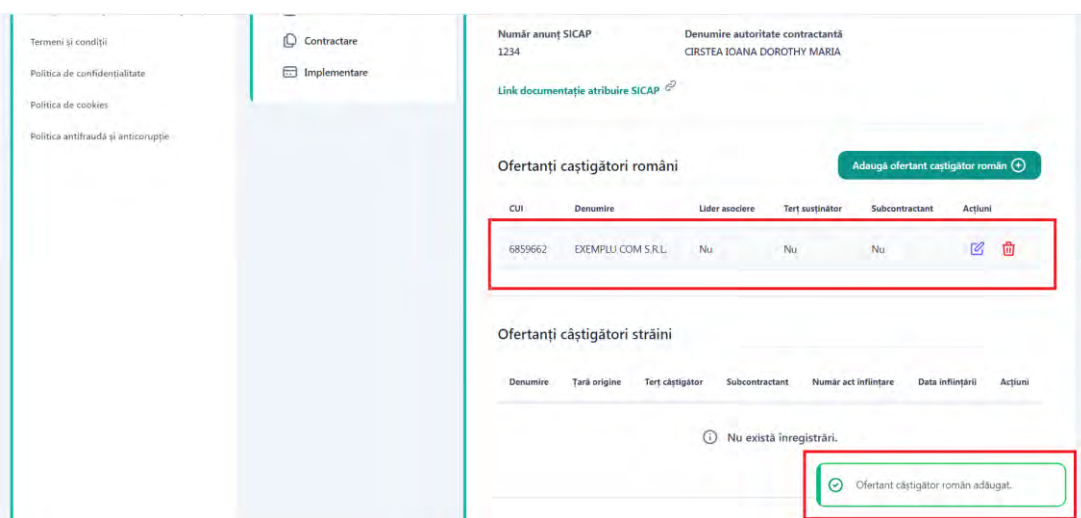 Termeni și condiții
Politica de confidențialitate
Politica de cookies
Politica antifraudă și anticorupție
Contractare
Implementare
Număr anunț SICAP
Denumire autoritate contractantă
1234
CIRSTEA IOANA DOROTHY MARIA
Link documentație atribuire SICAP
Ofertanți caștigători români
Adaugă ofertant caștigător român
CUI Denumire Lider asociere Terț susținător Subcontractant Acțiuni
6859662 EXEMPLU COM S.R.L. Nu Nu Nu
Ofertanți câștigători străini
Denumire Țară origine Terț câștigător Subcontractant Număr act înființare Data înființării Acțiuni
Nu există înregistrări.
Ofertant câștigător român adăugat.